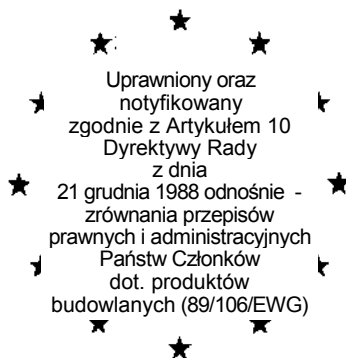 Uprawniony oraz
notyfikowany
zgodnie z Artykułem 10
Dyrektywy Rady
z dnia
21 grudnia 1988 odnośnie -
zrównania przepisów
prawnych i administracyjnych
Państw Członków
dot. produktów
budowlanych (89/106/EWG)